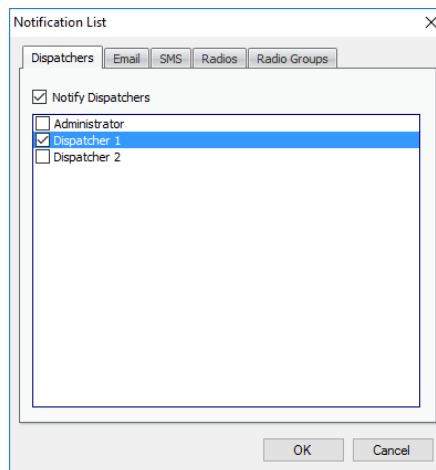 Notification List
Dispatchers Email SMS Radios Radio Groups
Notify Dispatchers
Administrator
Dispatcher 1
Dispatcher 2
OK Cancel